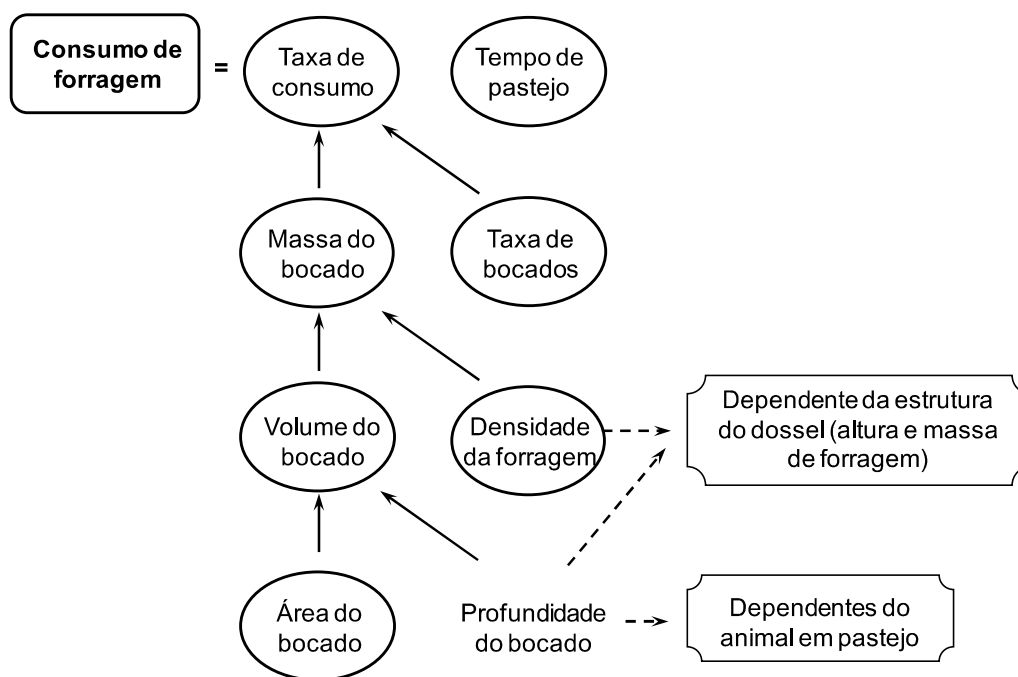 Consumo de
forragem
=
Taxa de
consumo
Tempo de
pastejo
Massa do
bocado
Taxa de
bocados
Volume do
bocado
Densidade
da forragem
Dependente da estrutura
do dossel (altura e massa
de forragem)
Área do
bocado
Profundidade
do bocado
Dependentes do
animal em pastejo